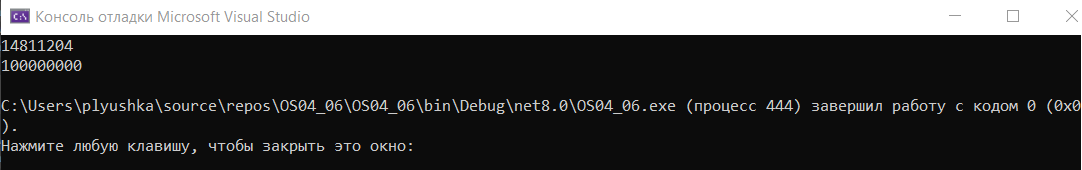 Консоль отладки Microsoft Visual Studio
14811204
100000000
C:\Users\plyushka\source\repos\OS04_06\OS04_06\bin\Debug\net8.0\OS04_06.exe (процесс 444) завершил работу с кодом 0 (0x0
).
Нажмите любую клавишу, чтобы закрыть это окно: